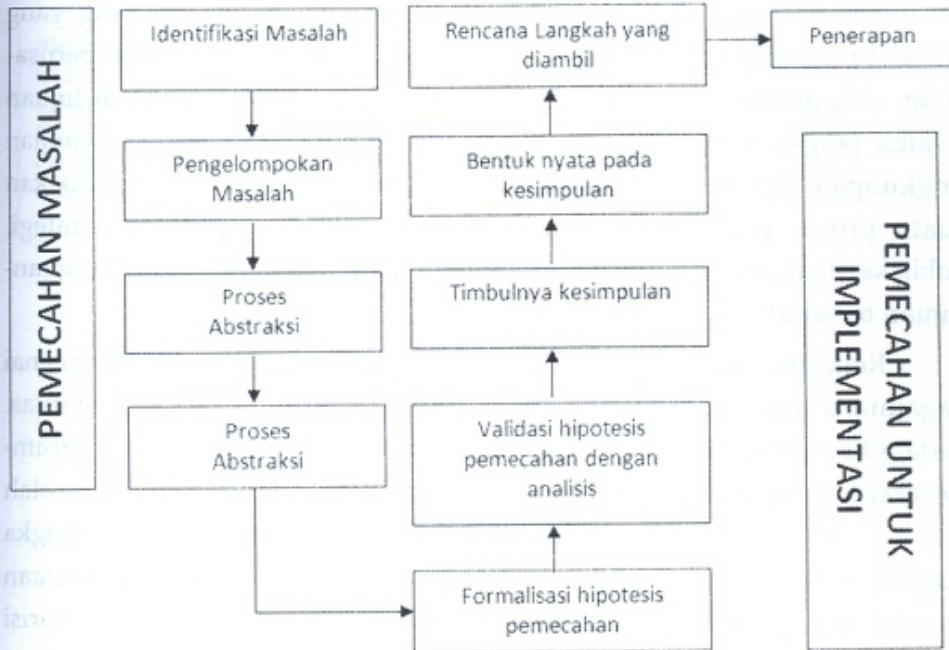 PEMECAHAN MASALAH
Identifikasi Masalah
Pengelompokan
Masalah
Proses
Abstraksi
Proses
Abstraksi
Formalisasi hipotesis
pemecahan
Validasi hipotesis
pemecahan dengan
analisis
Timbulnya kesimpulan
Bentuk nyata pada
kesimpulan
Rencana Langkah yang
diambil
Penerapan
PEMECAHAN UNTUK
IMPLEMENTASI